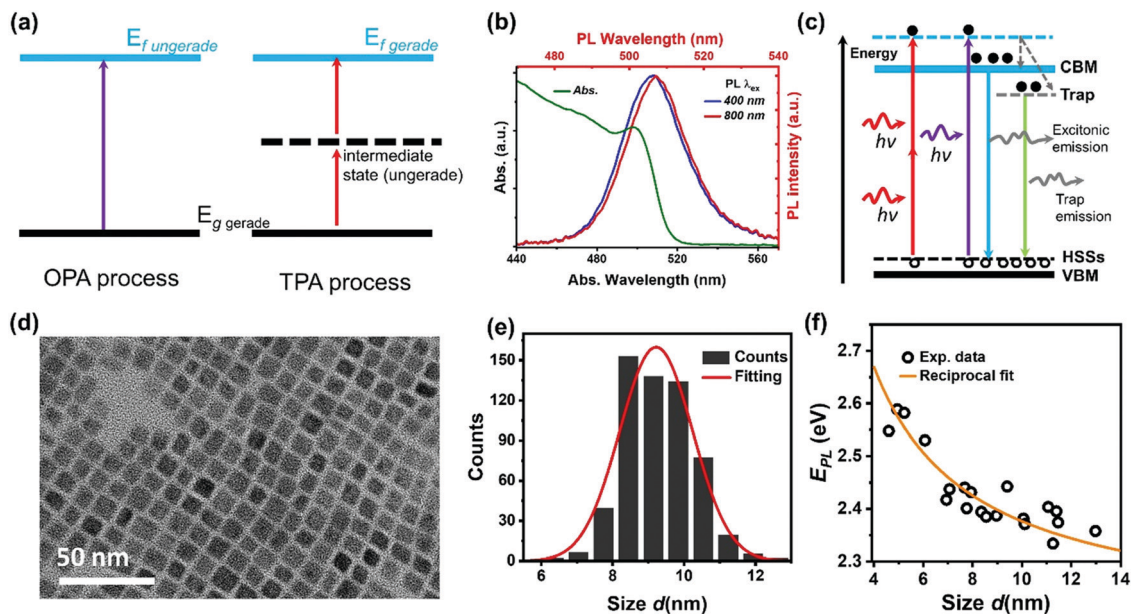 (a)
E_f ungerade
E_f gerade
intermediate
state (ungerade)
E_g gerade
OPA process
TPA process
(b)
PL Wavelength (nm)
480 500 520 540
Abs.
PL λ_ex
400 nm
800 nm
Abs. (a.u.)
PL intensity (a.u.)
440 480 520 560
Abs. Wavelength (nm)
(c)
Energy
CBM
Trap
hν
hν
hν
Excitonic
emission
Trap
emission
HSSs
VBM
(d)
50 nm
(e)
Counts
Fitting
Counts
150
120
90
60
30
0
6 8 10 12
Size d(nm)
(f)
Exp. data
Reciprocal fit
E_PL (eV)
2.7
2.6
2.5
2.4
2.3
4 6 8 10 12 14
Size d(nm)